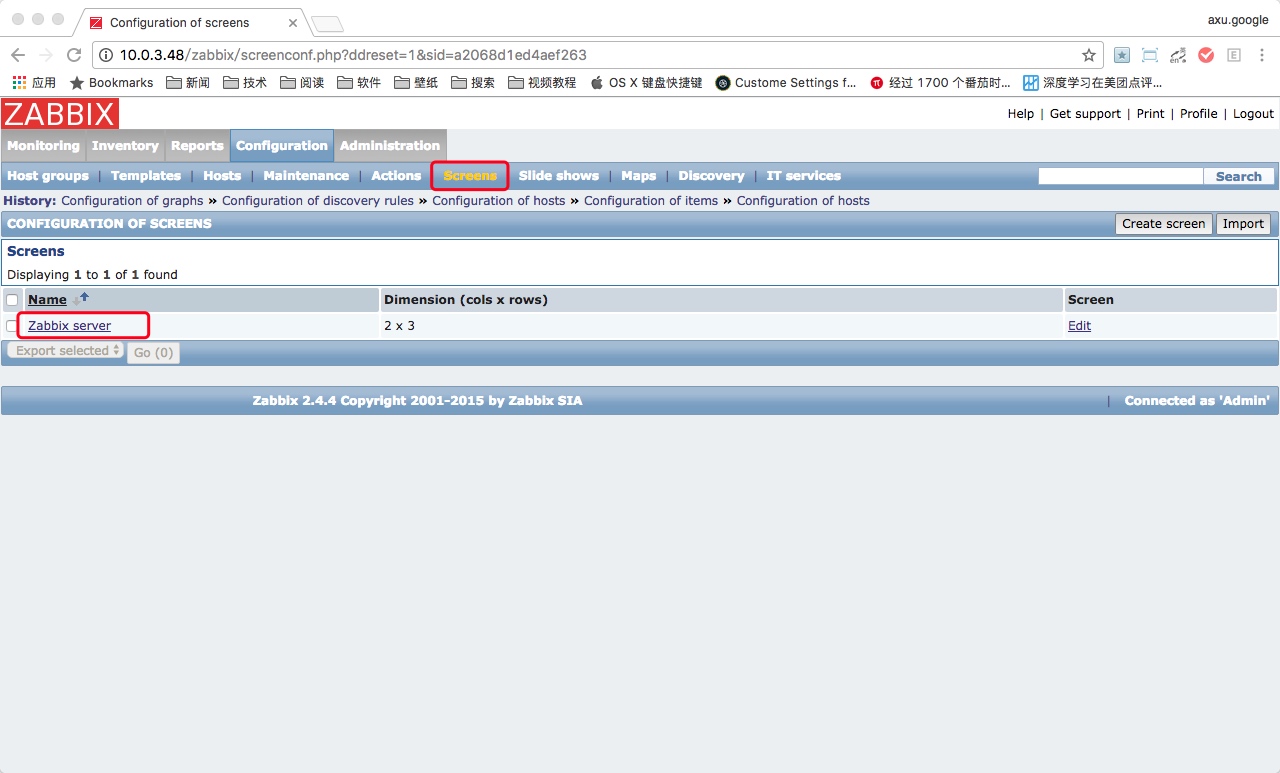 Configuration of screens
axu.google
10.0.3.48/zabbix/screenconf.php?ddreset=1&sid=a2068d1ed4aef263
应用 Bookmarks 新闻 技术 阅读 软件 壁纸 搜索 视频教程 OS X 键盘快捷键 Custome Settings f... 经过 1700 个番茄时... 深度学习在美团点评...
ZABBIX
Help | Get support | Print | Profile | Logout
Monitoring Inventory Reports Configuration Administration
Host groups | Templates | Hosts | Maintenance | Actions | Screens | Slide shows | Maps | Discovery | IT services Search
History: Configuration of graphs » Configuration of discovery rules » Configuration of hosts » Configuration of items » Configuration of hosts
CONFIGURATION OF SCREENS Create screen Import
Screens
Displaying 1 to 1 of 1 found
Name Dimension (cols x rows) Screen
Zabbix server 2 x 3 Edit
Export selected Go (0)
Zabbix 2.4.4 Copyright 2001-2015 by Zabbix SIA | Connected as 'Admin'